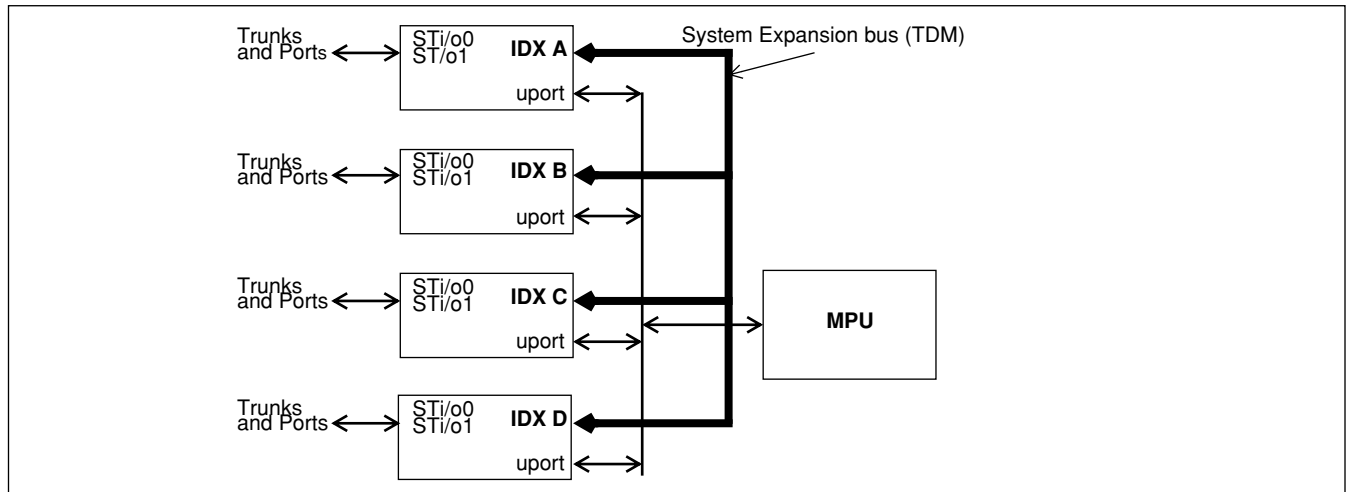 System Expansion bus (TDM)
Trunks
and Ports
STi/o0
ST/o1
IDX A
uport
Trunks
and Ports
STi/o0
STi/o1
IDX B
uport
Trunks
and Ports
STi/o0
STi/o1
IDX C
uport
MPU
Trunks
and Ports
STi/o0
STi/o1
IDX D
uport